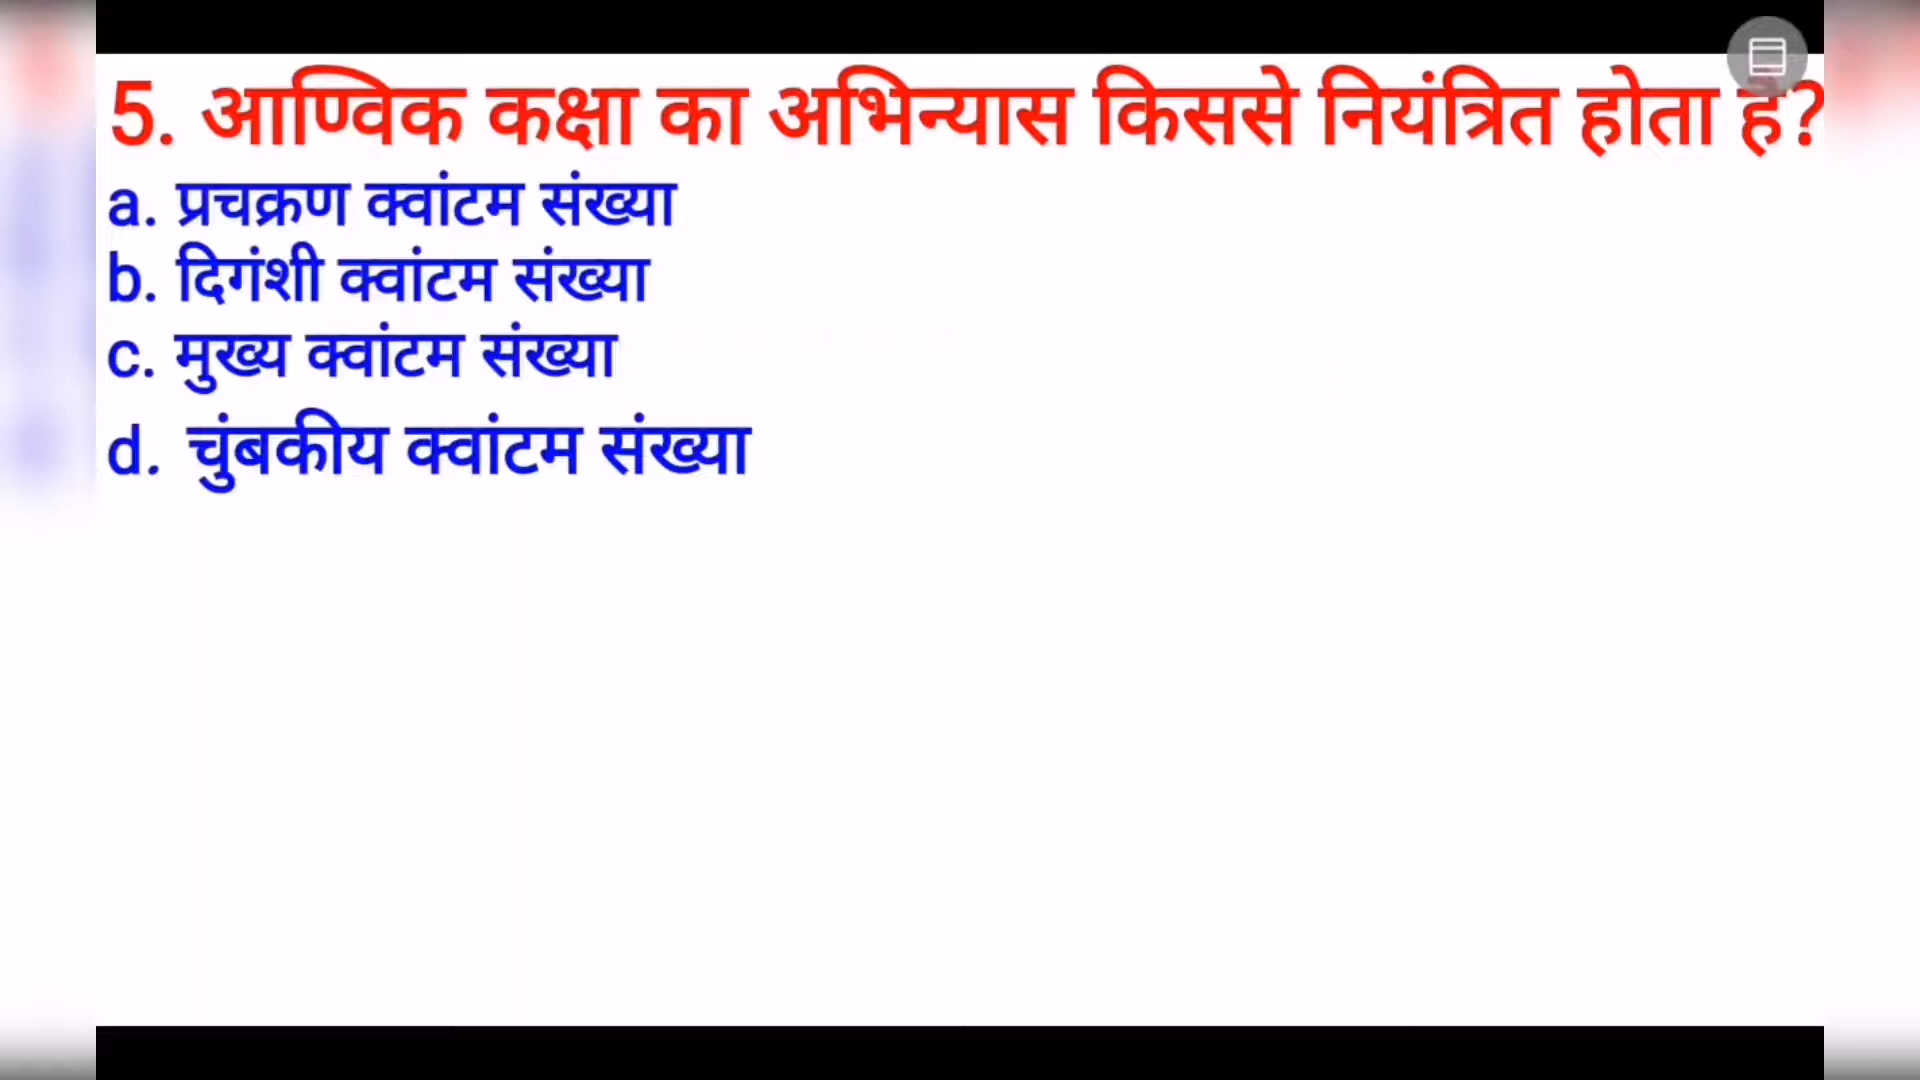 5. आण्विक कक्षा का अभिन्यास किससे नियंत्रित होता है?
a. प्रचक्रण क्वांटम संख्या
b. दिगंशी क्वांटम संख्या
c. मुख्य क्वांटम संख्या
d. चुंबकीय क्वांटम संख्या